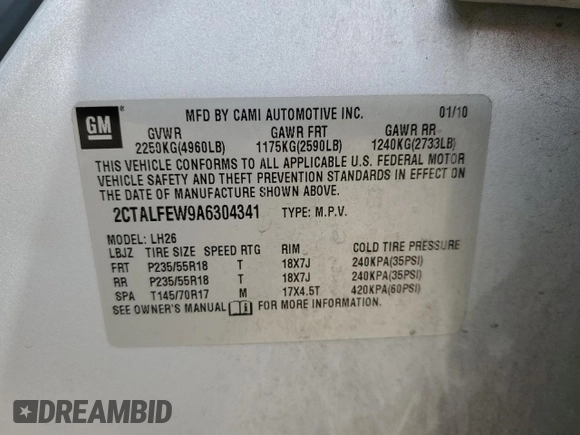 GM
MFD BY CAMI AUTOMOTIVE INC. 01/10
GVWR GAWR FRT GAWR RR
2250KG(4960LB) 1175KG(2590LB) 1240KG(2733LB)
THIS VEHICLE CONFORMS TO ALL APPLICABLE U.S. FEDERAL MOTOR
VEHICLE SAFETY AND THEFT PREVENTION STANDARDS IN EFFECT ON
THE DATE OF MANUFACTURE SHOWN ABOVE.
2CTALFEW9A6304341 TYPE: M.P.V.
MODEL: LH26
LBJZ TIRE SIZE SPEED RTG RIM COLD TIRE PRESSURE
FRT P235/55R18 T 18X7J 240KPA(35PSI)
RR P235/55R18 T 18X7J 240KPA(35PSI)
SPA T145/70R17 M 17X4.5T 420KPA(60PSI)
SEE OWNER'S MANUAL FOR MORE INFORMATION.
DREAMBID